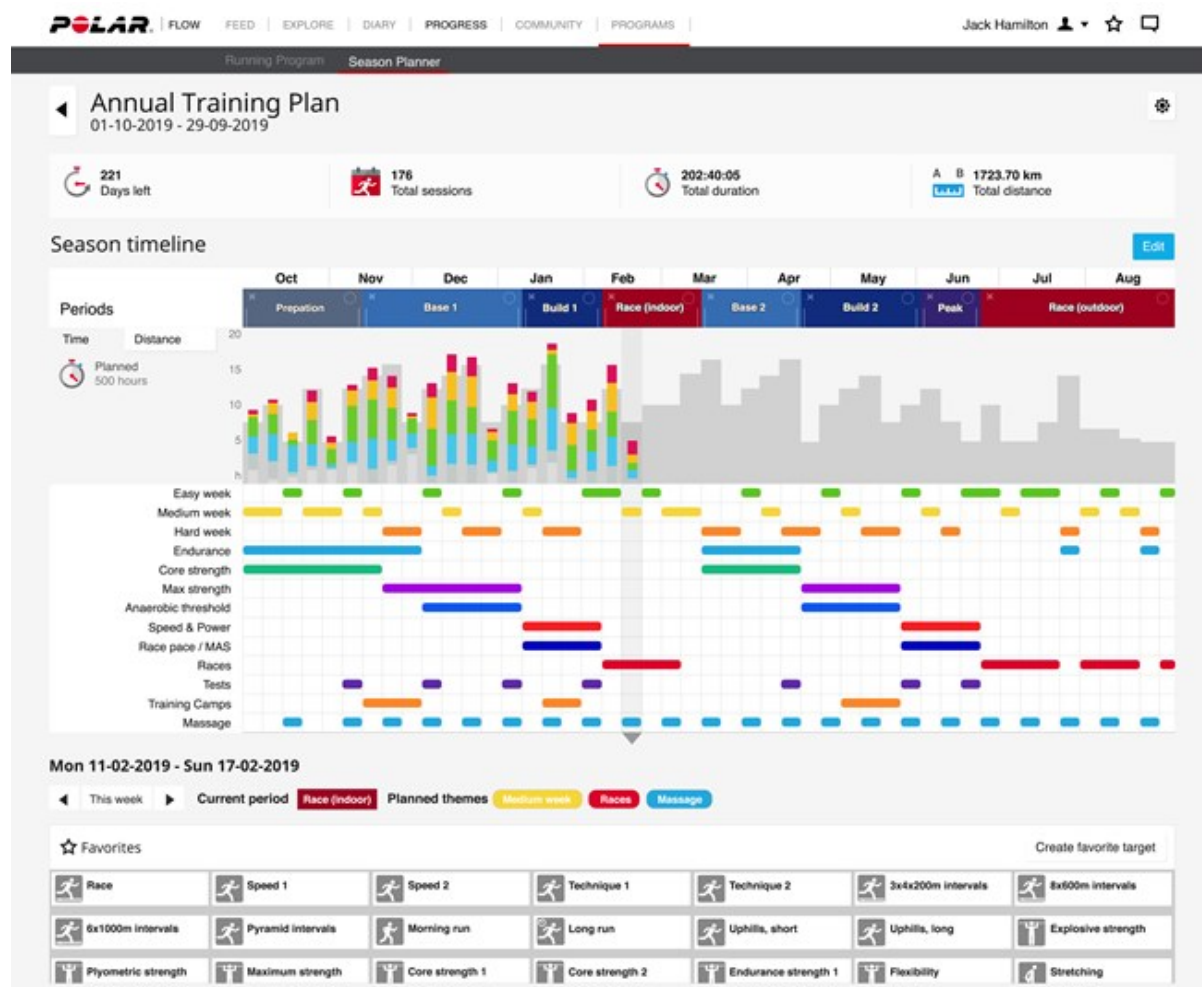 POLAR. FLOW FEED EXPLORE DIARY PROGRESS COMMUNITY PROGRAMS Jack Hamilton
Running Program Season Planner
Annual Training Plan
01-10-2019 - 29-09-2019
221 176 202:40:05 A B 1723.70 km
Days left Total sessions Total duration Total distance
Season timeline Edit
Oct Nov Dec Jan Feb Mar Apr May Jun Jul Aug
Periods Prepation Base 1 Build 1 Race (indoor) Base 2 Build 2 Peak Race (outdoor)
Time Distance 20
Planned
500 hours
15
10
5
h
Easy week
Medium week
Hard week
Endurance
Core strength
Max strength
Anaerobic threshold
Speed & Power
Race pace / MAS
Races
Tests
Training Camps
Massage
Mon 11-02-2019 - Sun 17-02-2019
This week Current period Race (indoor) Planned themes Medium week Races Massage
Favorites Create favorite target
Race Speed 1 Speed 2 Technique 1 Technique 2 3x4x200m intervals 8x600m intervals
6x1000m intervals Pyramid intervals Morning run Long run Uphills, short Uphills, long Explosive strength
Plyometric strength Maximum strength Core strength 1 Core strength 2 Endurance strength 1 Flexibility Stretching